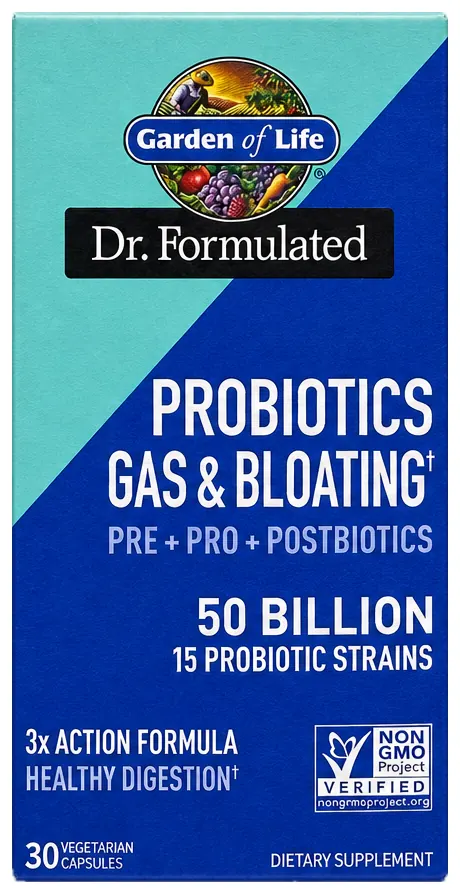 Garden of Life
Dr. Formulated
PROBIOTICS
GAS & BLOATING†
PRE + PRO + POSTBIOTICS
50 BILLION
15 PROBIOTIC STRAINS
3x ACTION FORMULA
HEALTHY DIGESTION†
NON
GMO
Project
VERIFIED
nongmoproject.org
30 VEGETARIAN
CAPSULES
DIETARY SUPPLEMENT